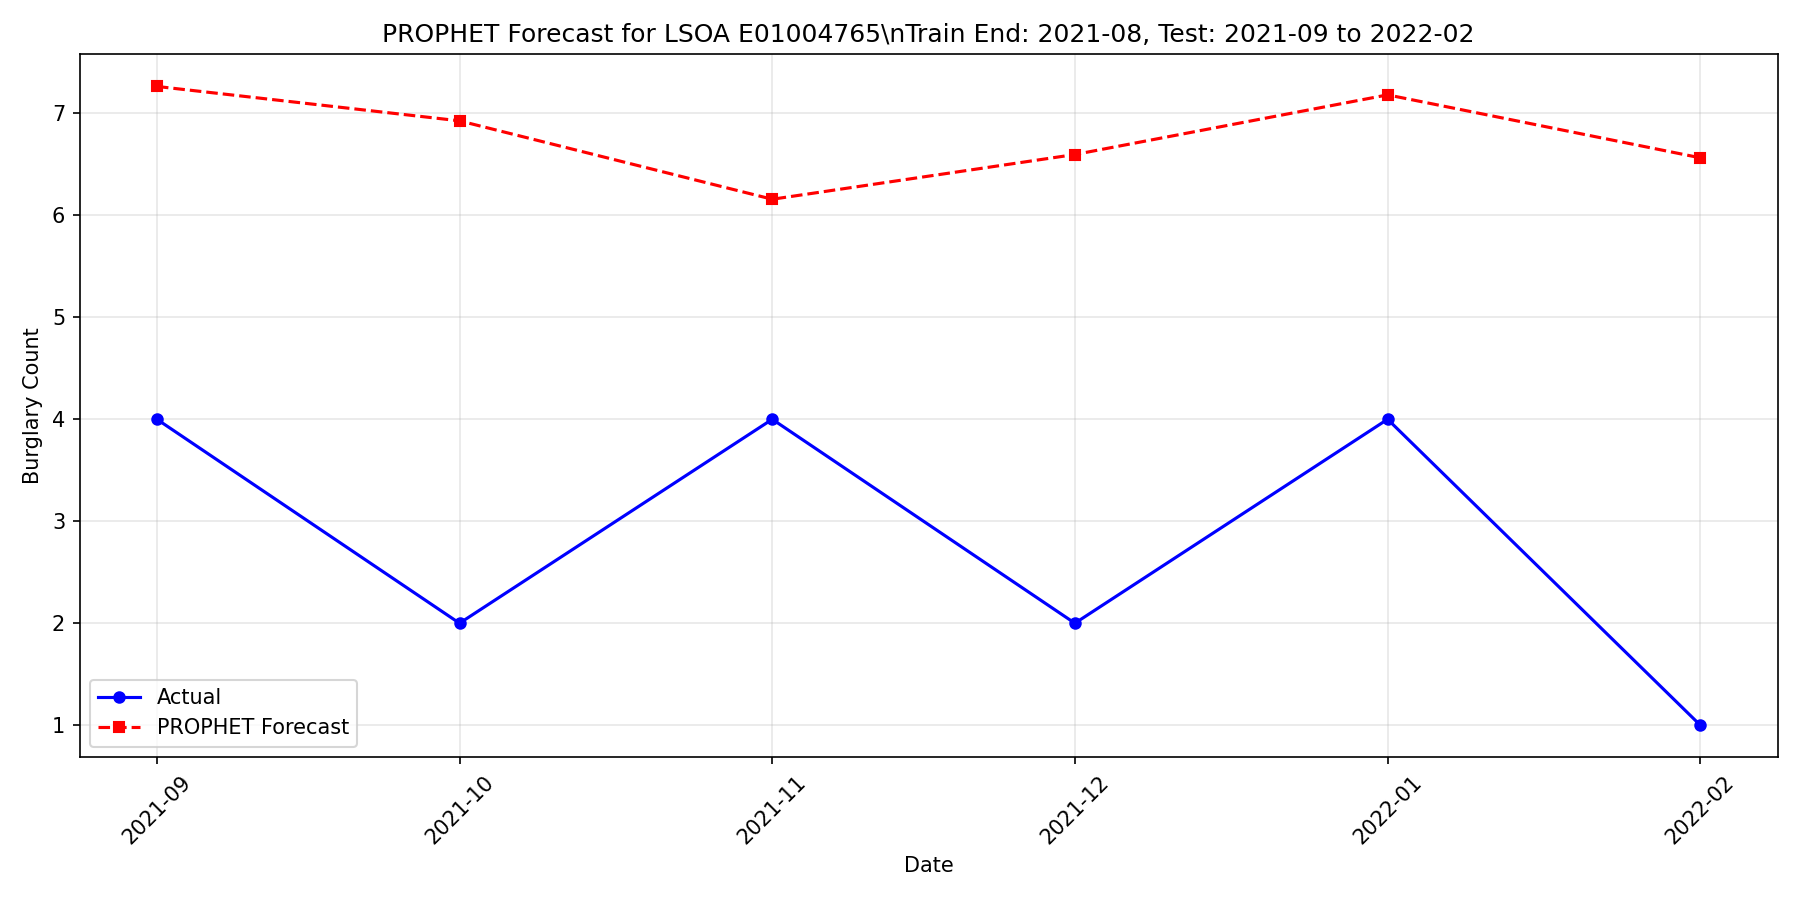 PROPHET Forecast for LSOA E01004765\nTrain End: 2021-08, Test: 2021-09 to 2022-02
Burglary Count
7
6
5
4
3
2
1
Actual
PROPHET Forecast
2021-09
2021-10
2021-11
2021-12
2022-01
2022-02
Date